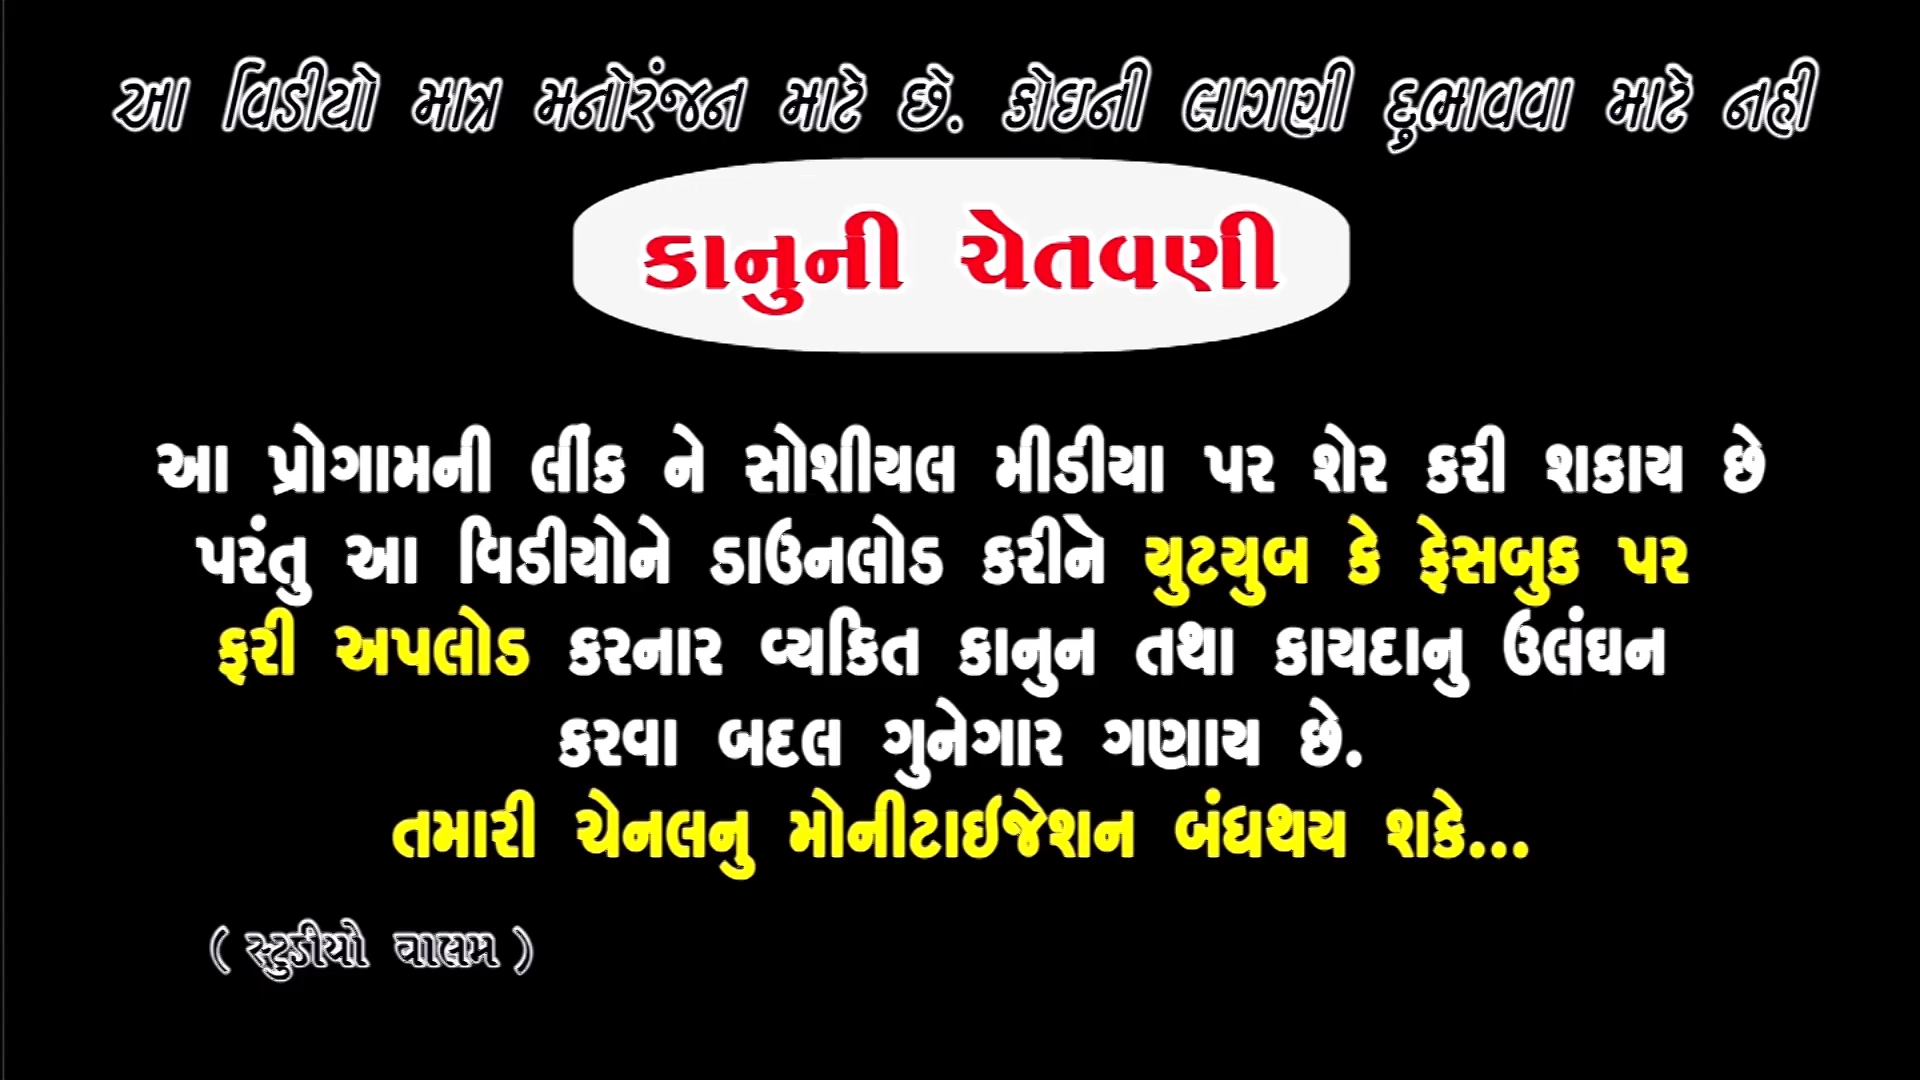 આ વિડીયો માત્ર મનોરંજન માટે છે. કોઇની લાગણી દુભાવવા માટે નહી
કાનુની ચેતવણી
આ પ્રોગામની લીંક ને સોશીયલ મીડીયા પર શેર કરી શકાય છે
પરંતુ આ વિડીયોને ડાઉનલોડ કરીને યુટયુબ કે ફેસબુક પર
ફરી અપલોડ કરનાર વ્યકિત કાનુન તથા કાયદાનુ ઉલંઘન
કરવા બદલ ગુનેગાર ગણાય છે.
તમારી ચેનલનુ મોનીટાઇજેશન બંધથય શકે...
( સ્ટુડીયો વાલમ )